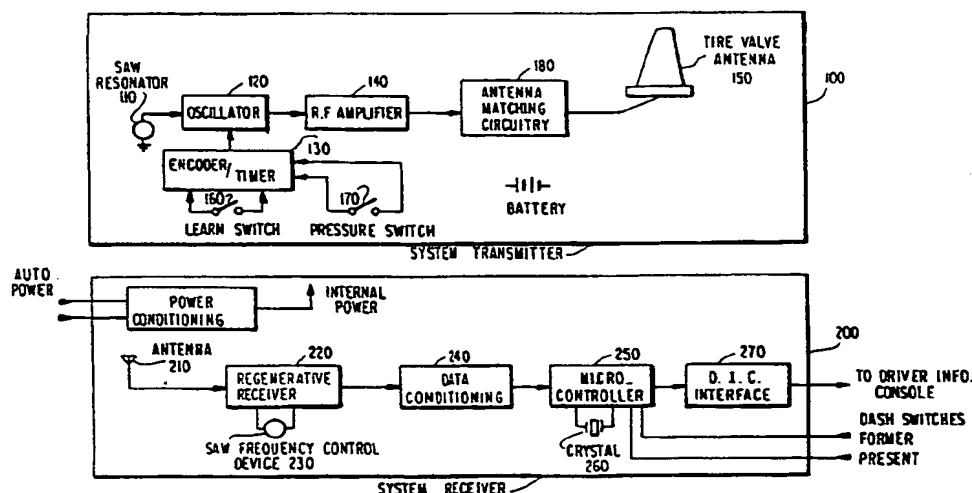 SAW
RESONATOR
110
120
OSCILLATOR
140
R.F AMPLIFIER
180
ANTENNA
MATCHING
CIRCUITRY
TIRE VALVE
ANTENNA
150
100
130
ENCODER/
TIMER
160
170
LEARN SWITCH
PRESSURE SWITCH
BATTERY
SYSTEM TRANSMITTER
AUTO
POWER
POWER
CONDITIONING
INTERNAL
POWER
ANTENNA
210
220
REGENERATIVE
RECEIVER
SAW FREQUENCY CONTROL
DEVICE 230
240
DATA
CONDITIONING
250
MICRO_
CONTROLLER
CRYSTAL
260
270
D. I. C.
INTERFACE
200
TO DRIVER INFO.
CONSOLE
DASH SWITCHES
FORMER
PRESENT
SYSTEM RECEIVER